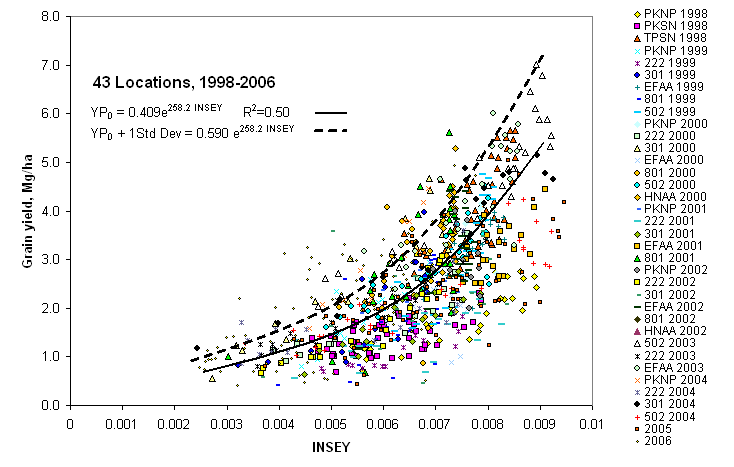 8.0
7.0
6.0
5.0
4.0
3.0
2.0
1.0
0.0
Grain yield, Mg/ha
43 Locations, 1998-2006
YP₀ = 0.409e^258.2 INSEY R²=0.50
YP₀ + 1Std Dev = 0.590 e^258.2 INSEY
0 0.001 0.002 0.003 0.004 0.005 0.006 0.007 0.008 0.009 0.01
INSEY
PKNP 1998
PKSN 1998
TPSN 1998
PKNP 1999
222 1999
301 1999
EFAA 1999
801 1999
502 1999
PKNP 2000
222 2000
301 2000
EFAA 2000
801 2000
502 2000
HNAA 2000
PKNP 2001
222 2001
301 2001
EFAA 2001
801 2001
PKNP 2002
222 2002
301 2002
EFAA 2002
801 2002
HNAA 2002
502 2003
222 2003
EFAA 2003
PKNP 2004
222 2004
301 2004
502 2004
2005
2006